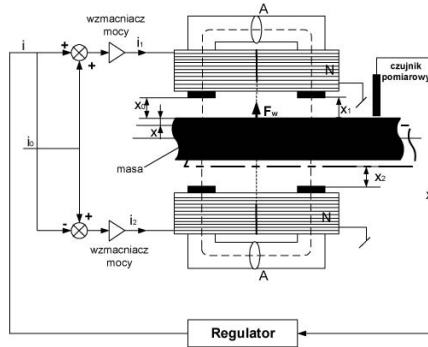 A
i
wzmacniacz
mocy
i₁
+
+
N
czujnik
pomiarowy
x₀
x₁
Fw
x
i₀
masa
x₂
x
+
-
i₂
N
wzmacniacz
mocy
A
Regulator